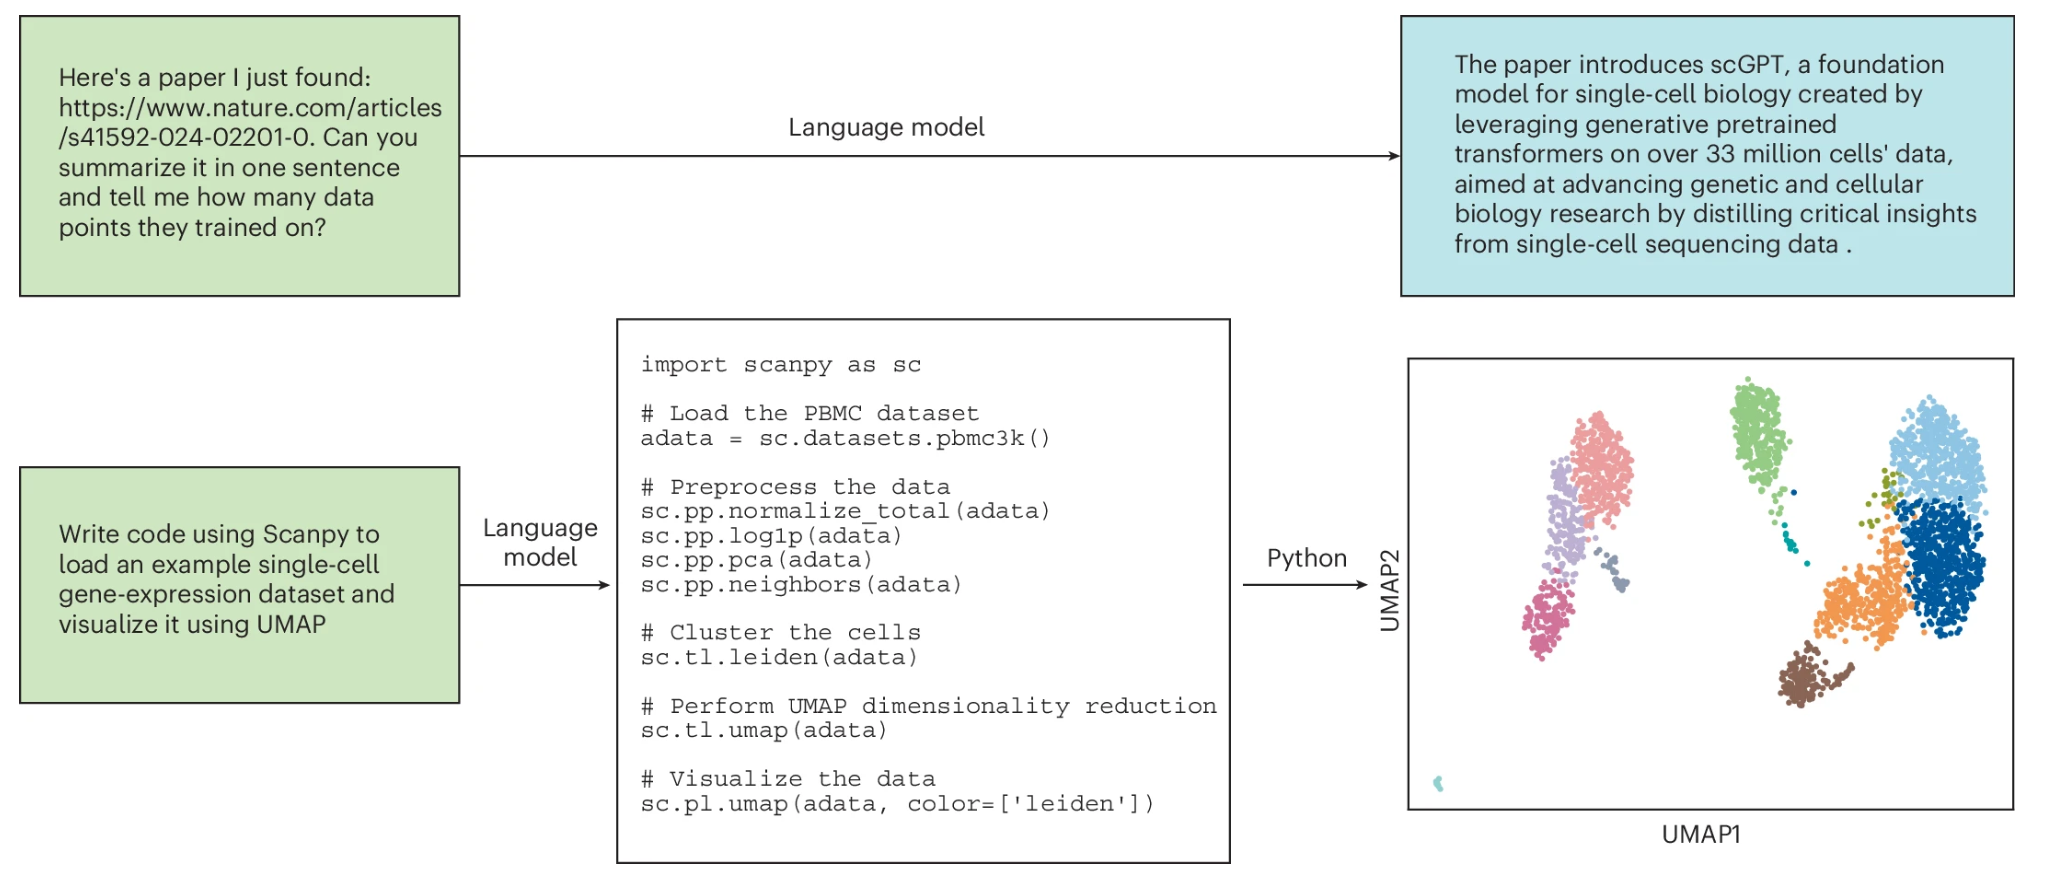 Here's a paper I just found:
https://www.nature.com/articles
/s41592-024-02201-0. Can you
summarize it in one sentence
and tell me how many data
points they trained on?
Language model
The paper introduces scGPT, a foundation
model for single-cell biology created by
leveraging generative pretrained
transformers on over 33 million cells' data,
aimed at advancing genetic and cellular
biology research by distilling critical insights
from single-cell sequencing data .
Write code using Scanpy to
load an example single-cell
gene-expression dataset and
visualize it using UMAP
Language
model
import scanpy as sc
# Load the PBMC dataset
adata = sc.datasets.pbmc3k()
# Preprocess the data
sc.pp.normalize_total(adata)
sc.pp.log1p(adata)
sc.pp.pca(adata)
sc.pp.neighbors(adata)
# Cluster the cells
sc.tl.leiden(adata)
# Perform UMAP dimensionality reduction
sc.tl.umap(adata)
# Visualize the data
sc.pl.umap(adata, color=['leiden'])
Python
UMAP2
UMAP1